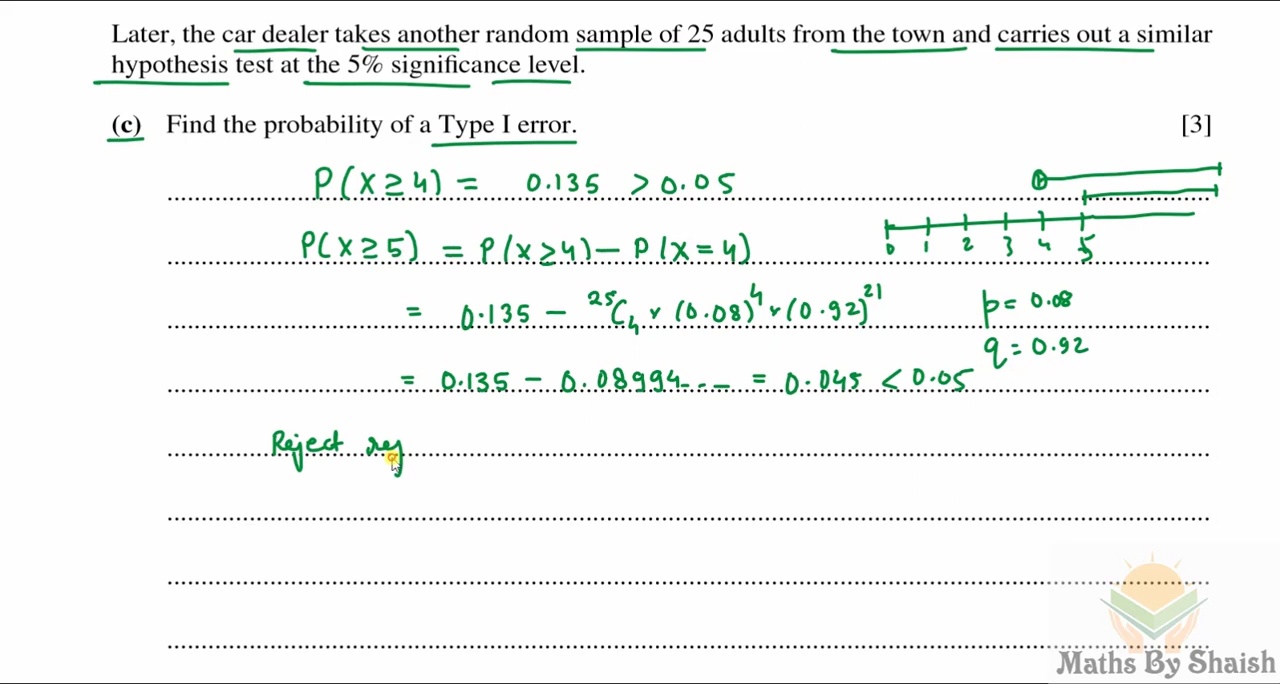 Later, the car dealer takes another random sample of 25 adults from the town and carries out a similar
hypothesis test at the 5% significance level.
(c) Find the probability of a Type I error. [3]
P(X ≥ 4) = 0.135 > 0.05
P(X ≥ 5) = P(X ≥ 4) − P(X = 4)
0 1 2 3 4 5
= 0.135 − ²⁵C₄ × (0.08)⁴ × (0.92)²¹
p = 0.08
q = 0.92
= 0.135 − 0.08994... = 0.045 < 0.05
Reject reg
Maths By Shaish